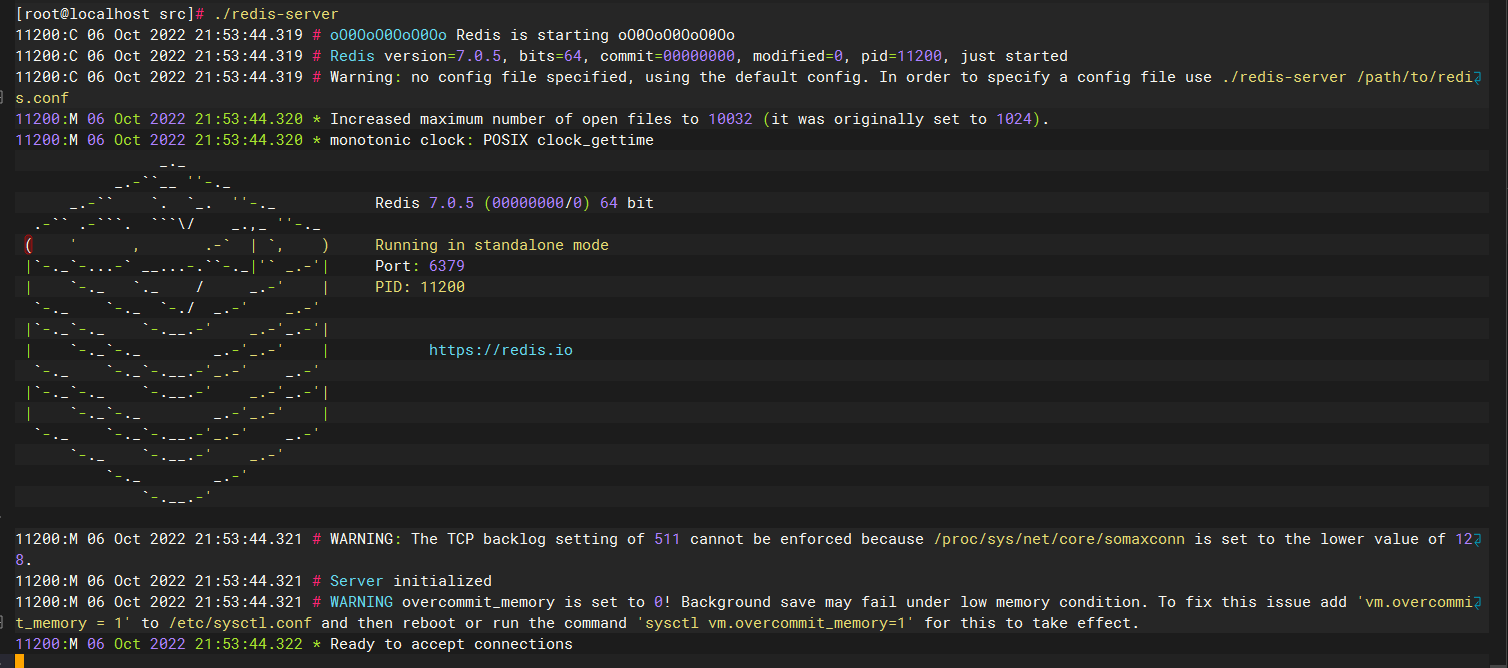 [root@localhost src]# ./redis-server
11200:C 06 Oct 2022 21:53:44.319 # oO0OoO0OoO0Oo Redis is starting oO0OoO0OoO0Oo
11200:C 06 Oct 2022 21:53:44.319 # Redis version=7.0.5, bits=64, commit=00000000, modified=0, pid=11200, just started
11200:C 06 Oct 2022 21:53:44.319 # Warning: no config file specified, using the default config. In order to specify a config file use ./redis-server /path/to/redi
s.conf
11200:M 06 Oct 2022 21:53:44.320 * Increased maximum number of open files to 10032 (it was originally set to 1024).
11200:M 06 Oct 2022 21:53:44.320 * monotonic clock: POSIX clock_gettime
Redis 7.0.5 (00000000/0) 64 bit
Running in standalone mode
Port: 6379
PID: 11200
https://redis.io
11200:M 06 Oct 2022 21:53:44.321 # WARNING: The TCP backlog setting of 511 cannot be enforced because /proc/sys/net/core/somaxconn is set to the lower value of 12
8.
11200:M 06 Oct 2022 21:53:44.321 # Server initialized
11200:M 06 Oct 2022 21:53:44.321 # WARNING overcommit_memory is set to 0! Background save may fail under low memory condition. To fix this issue add 'vm.overcommi
t_memory = 1' to /etc/sysctl.conf and then reboot or run the command 'sysctl vm.overcommit_memory=1' for this to take effect.
11200:M 06 Oct 2022 21:53:44.322 * Ready to accept connections